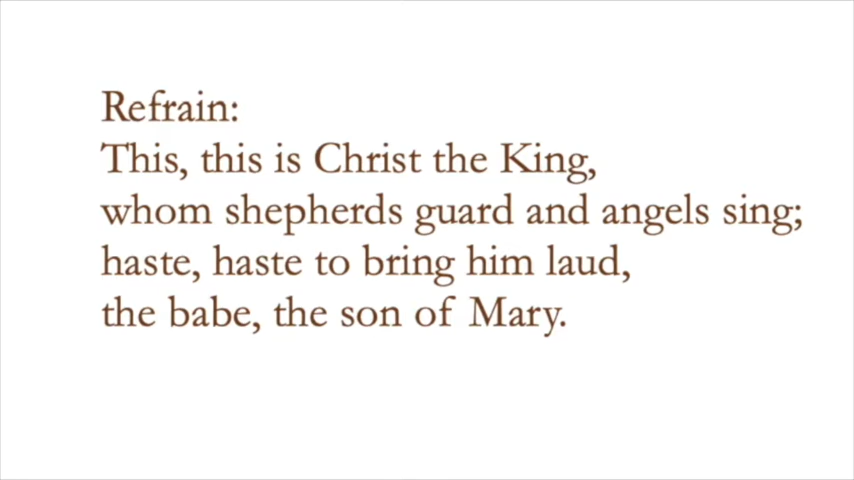 Refrain:
This, this is Christ the King,
whom shepherds guard and angels sing;
haste, haste to bring him laud,
the babe, the son of Mary.